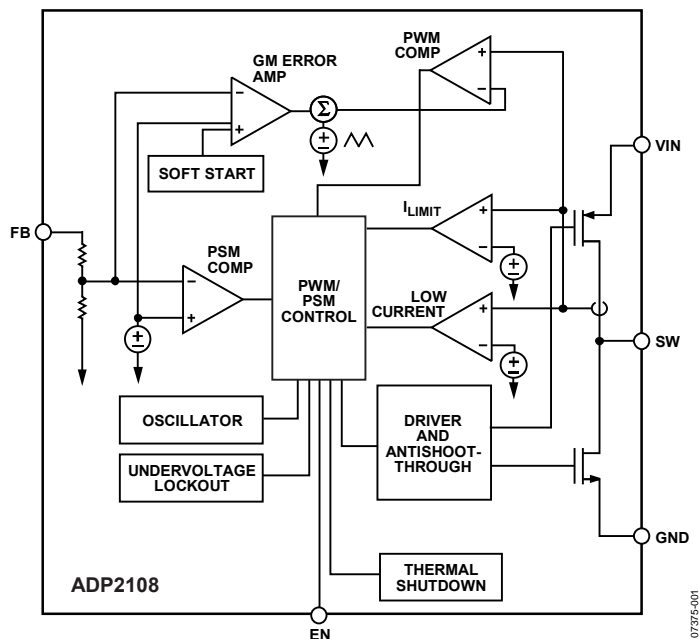 PWM
COMP
GM ERROR
AMP
+
−
−
+
Σ
+
−
VIN
SOFT START
FB
ILIMIT
+
−
+
−
PSM
COMP
−
+
PWM/
PSM
CONTROL
LOW
CURRENT
+
−
+
−
+
−
SW
OSCILLATOR
DRIVER
AND
ANTISHOOT-
THROUGH
UNDERVOLTAGE
LOCKOUT
GND
THERMAL
SHUTDOWN
ADP2108
EN
07375-001